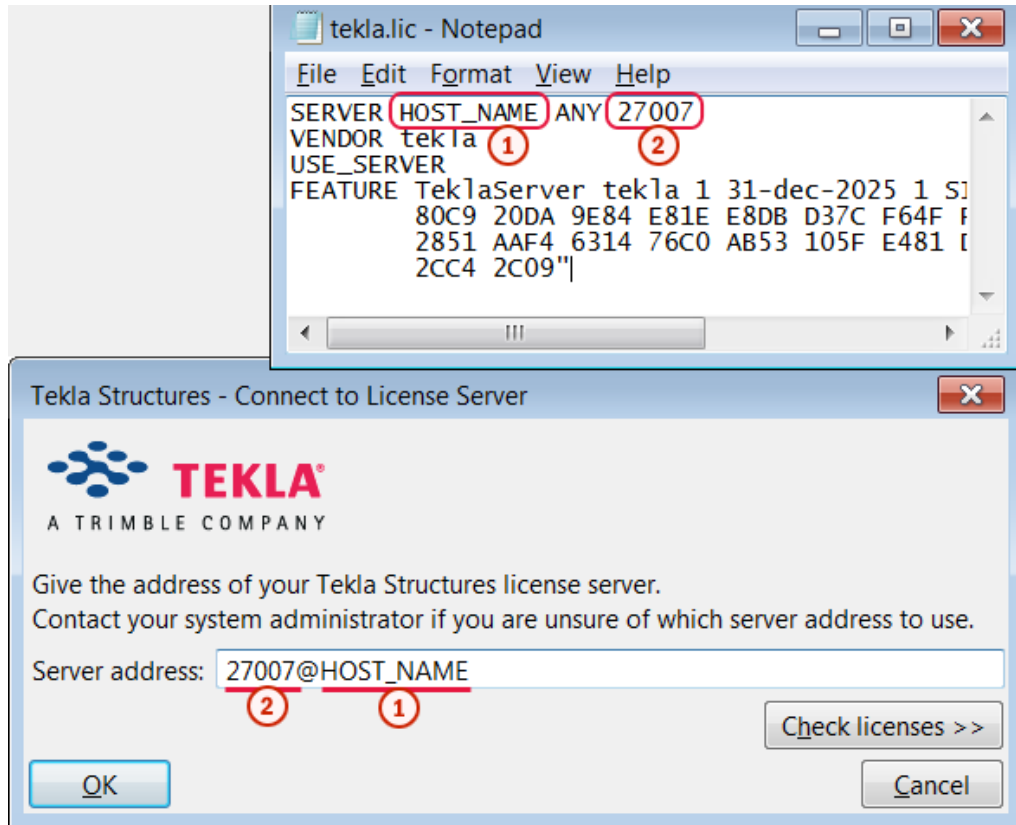 tekla.lic - Notepad
File Edit Format View Help
SERVER HOST_NAME ANY 27007
VENDOR tekla
1
2
USE_SERVER
FEATURE TeklaServer tekla 1 31-dec-2025 1
80C9 20DA 9E84 E81E E8DB D37C F64F
2851 AAF4 6314 76C0 AB53 105F E481
2CC4 2C09"
Tekla Structures - Connect to License Server
TEKLA®
A TRIMBLE COMPANY
Give the address of your Tekla Structures license server.
Contact your system administrator if you are unsure of which server address to use.
Server address: 27007@HOST_NAME
2
1
Check licenses >>
OK
Cancel